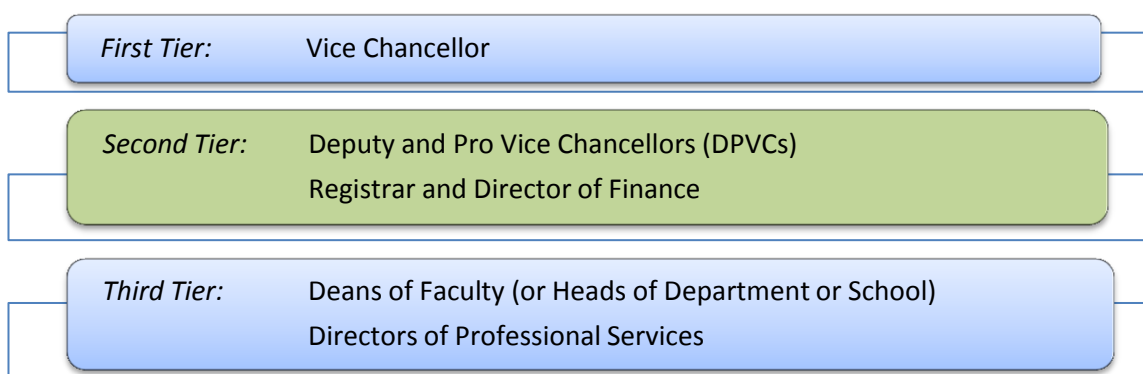 First Tier: Vice Chancellor
Second Tier: Deputy and Pro Vice Chancellors (DPVCs)
Registrar and Director of Finance
Third Tier: Deans of Faculty (or Heads of Department or School)
Directors of Professional Services